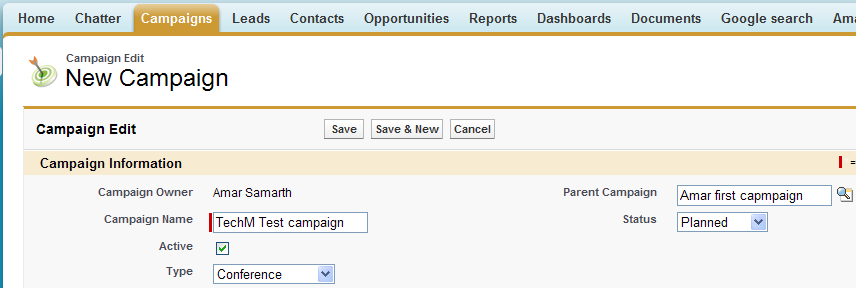 Home Chatter Campaigns Leads Contacts Opportunities Reports Dashboards Documents Google search
Campaign Edit
New Campaign
Campaign Edit Save Save & New Cancel
Campaign Information =
Campaign Owner Amar Samarth Parent Campaign Amar first capmpaign
Campaign Name TechM Test campaign Status Planned
Active
Type Conference